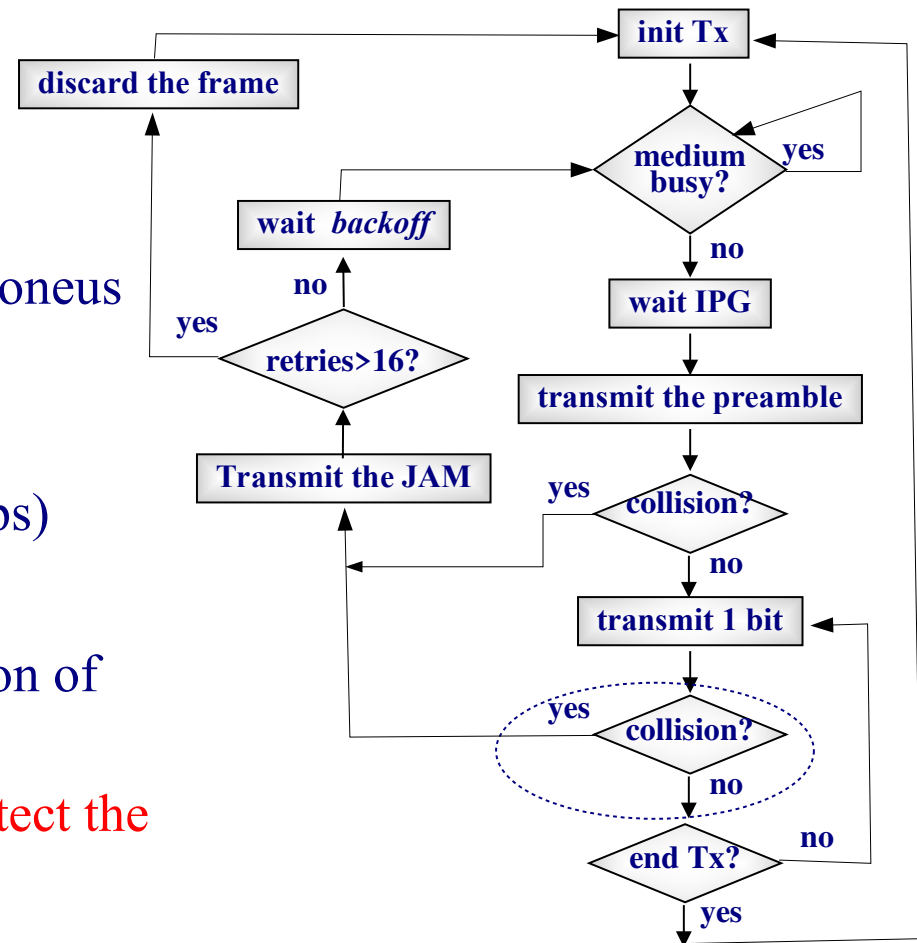 init Tx
discard the frame
medium
busy?
yes
wait backoff
no
oneus
no
wait IPG
yes
retries>16?
transmit the preamble
Transmit the JAM
yes
collision?
os)
no
transmit 1 bit
on of
yes
collision?
no
tect the
no
end Tx?
yes